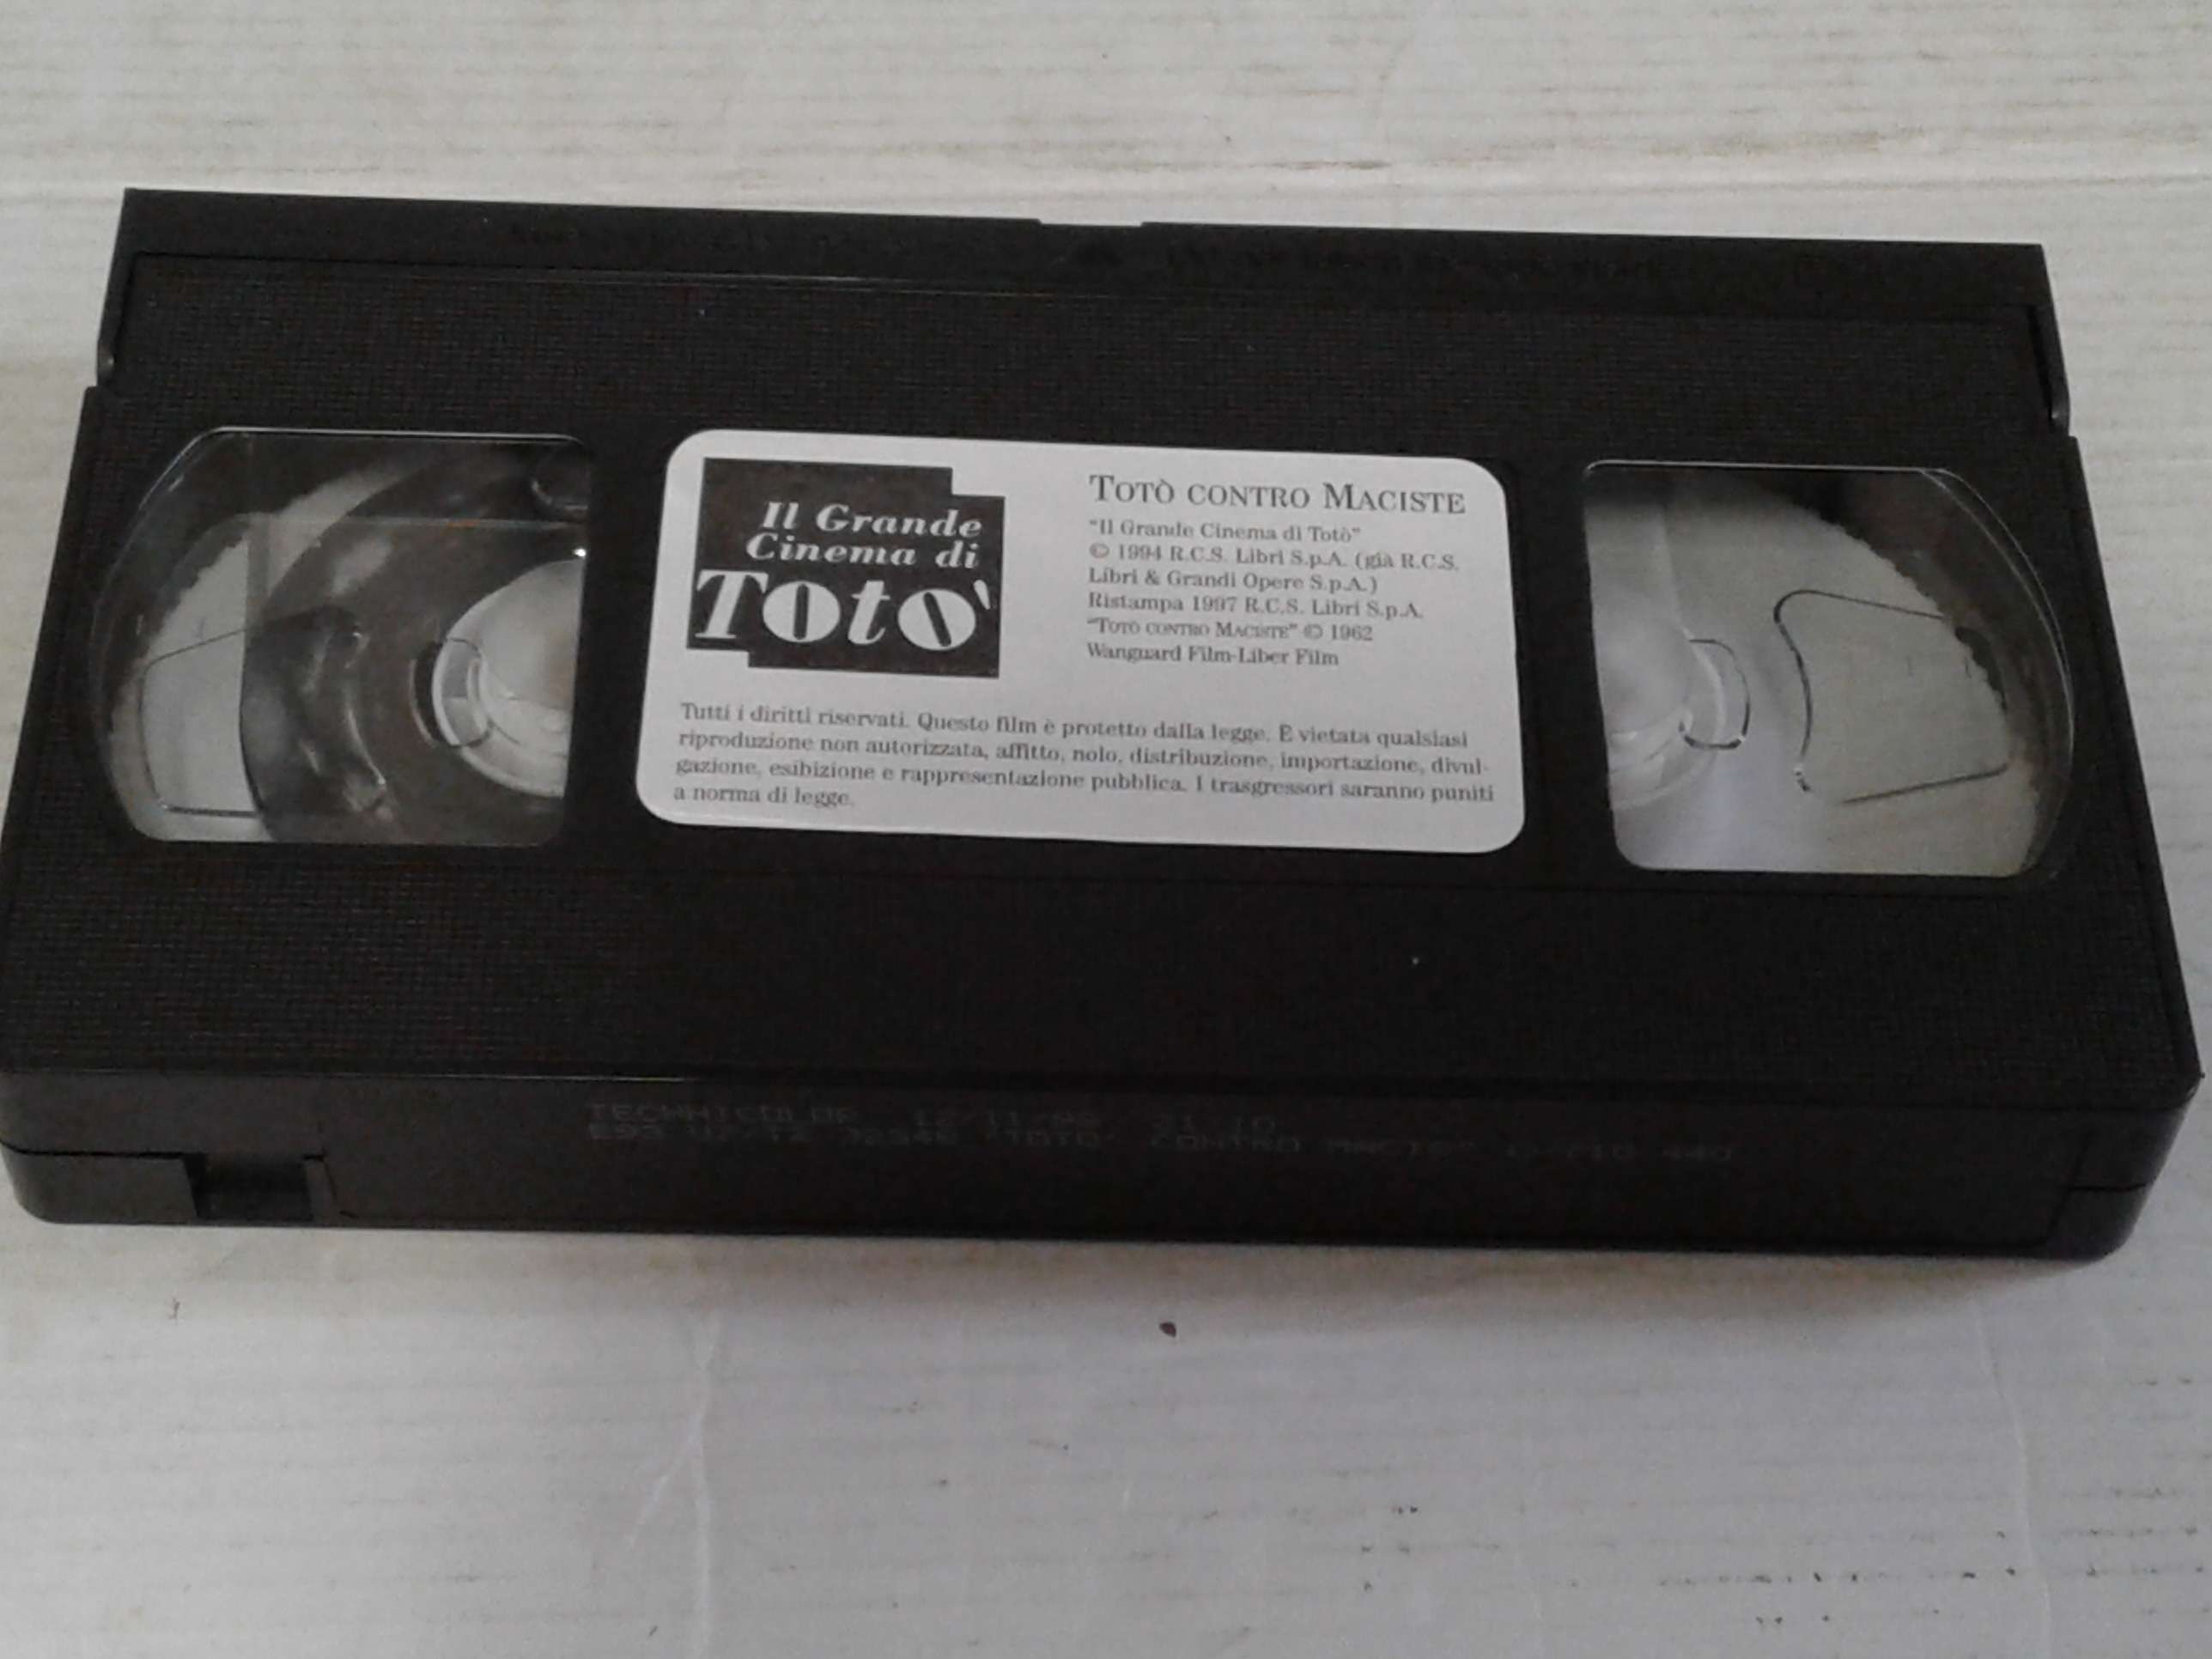 Il Grande
Cinema di
Totò
TOTÒ CONTRO MACISTE
"Il Grande Cinema di Totò"
© 1994 R.C.S. Libri S.p.A. (già R.C.S.
Libri & Grandi Opere S.p.A.)
Ristampa 1997 R.C.S. Libri S.p.A.
"TOTÒ CONTRO MACISTE" © 1962
Wanguard Film-Liber Film
Tutti i diritti riservati. Questo film è protetto dalla legge. È vietata qualsiasi
riproduzione non autorizzata, affitto, nolo, distribuzione, importazione, divul-
gazione, esibizione e rappresentazione pubblica. I trasgressori saranno puniti
a norma di legge.
TECHNICOLOR
CONTRO